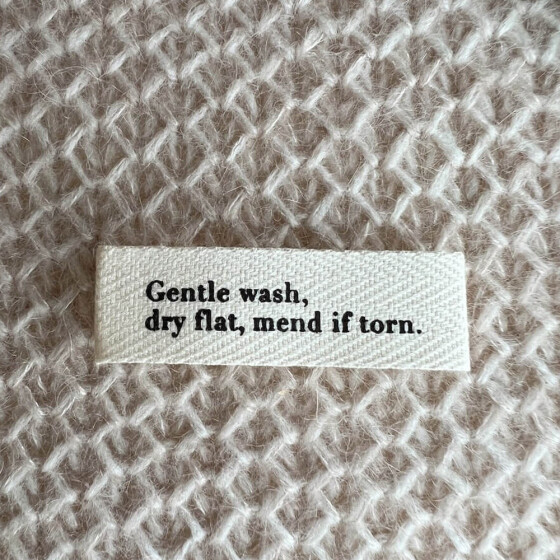 Gentle wash,
dry flat, mend if torn.